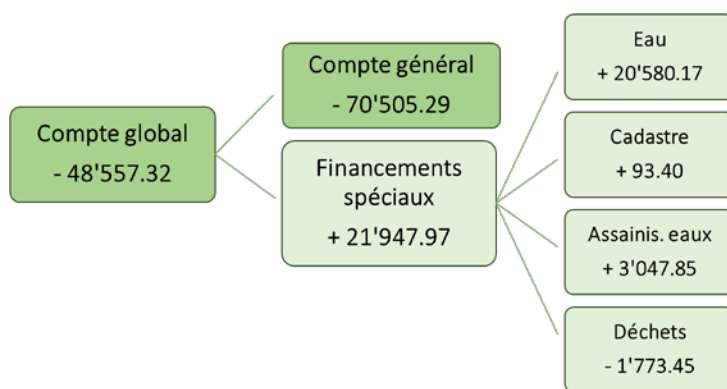 Compte global
- 48'557.32
Compte général
- 70'505.29
Financements
spéciaux
+ 21'947.97
Eau
+ 20'580.17
Cadastre
+ 93.40
Assainis. eaux
+ 3'047.85
Déchets
- 1'773.45